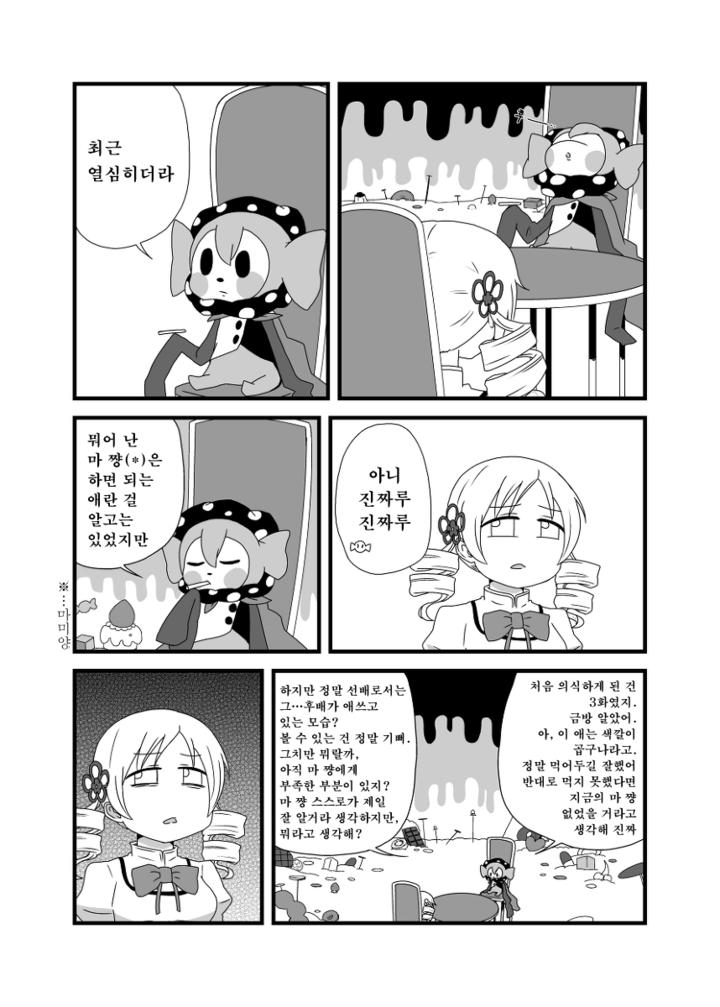 최근
열심히더라
뭐어 난
마 쨩(*)은
하면 되는
애란 걸
알고는
있었지만
※…마미양
아니
진짜루
진짜루
하지만 정말 선배로서는
그…후배가 애쓰고
있는 모습?
볼 수 있는 건 정말 기뻐.
그치만 뭐랄까,
아직 마 쨩에게
부족한 부분이 있지?
마 쨩 스스로가 제일
잘 알거라 생각하지만,
뭐라고 생각해?
처음 의식하게 된 건
3화였지.
금방 알았어.
아, 이 애는 색깔이
곱구나라고.
정말 먹어두길 잘했어
반대로 먹지 못했다면
지금의 마 쨩
없었을 거라고
생각해 진짜